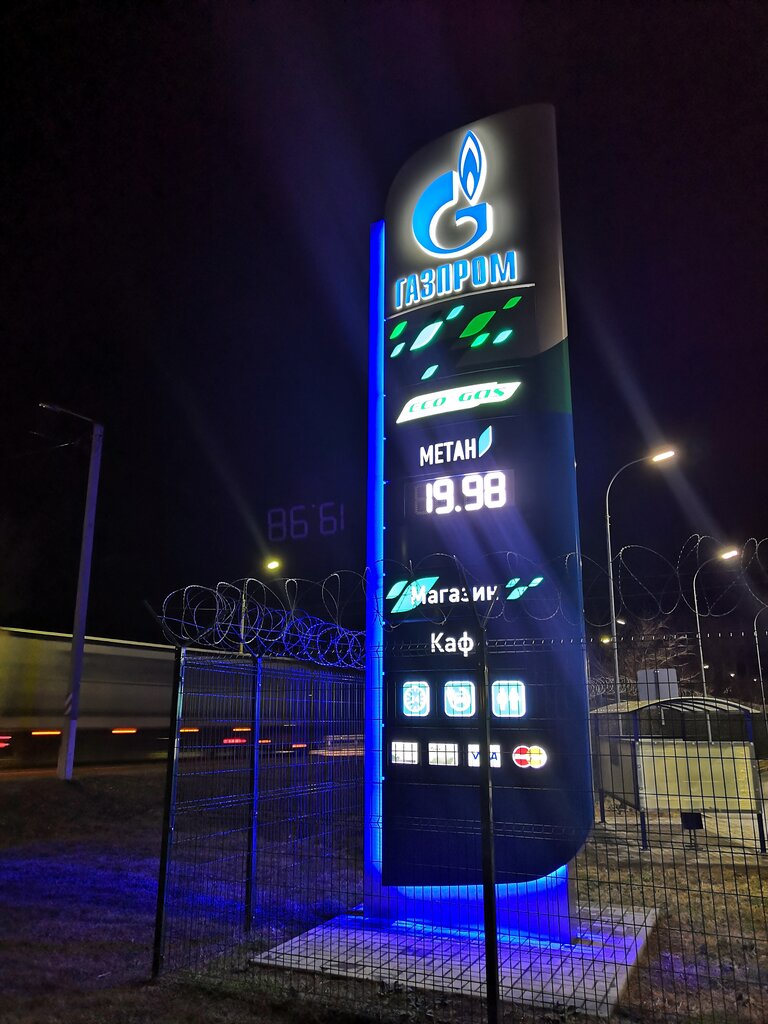 ГАЗПРОМ
ECO GAS
МЕТАН
19.98
Магазин
Каф
VISA